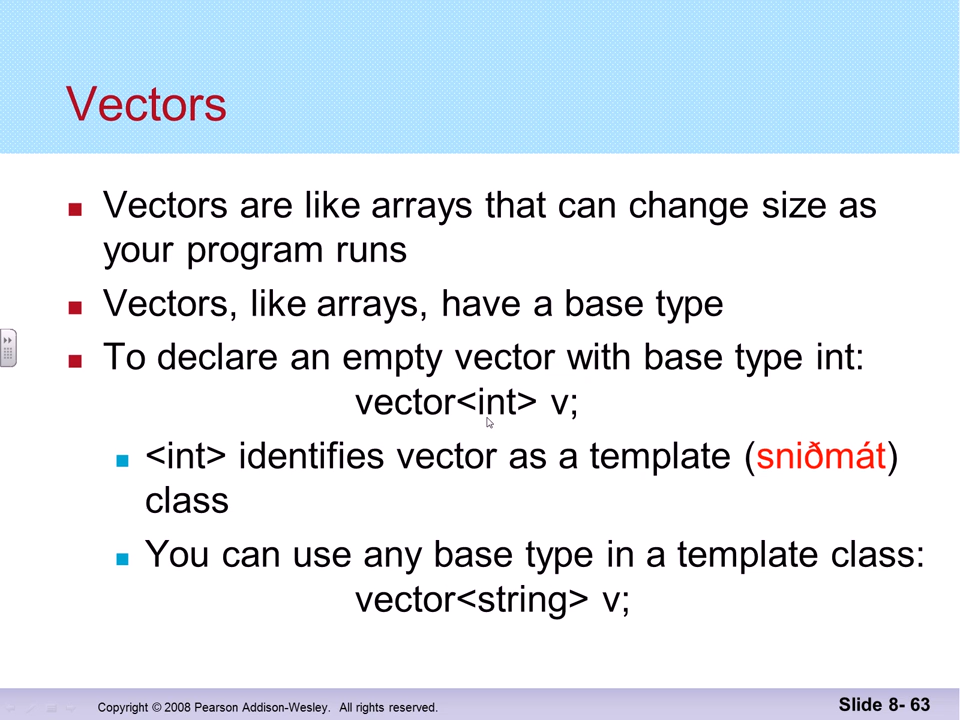 Vectors
Vectors are like arrays that can change size as
your program runs
Vectors, like arrays, have a base type
To declare an empty vector with base type int:
vector<int> v;
<int> identifies vector as a template (sniðmát)
class
You can use any base type in a template class:
vector<string> v;
Copyright © 2008 Pearson Addison-Wesley. All rights reserved.
Slide 8- 63